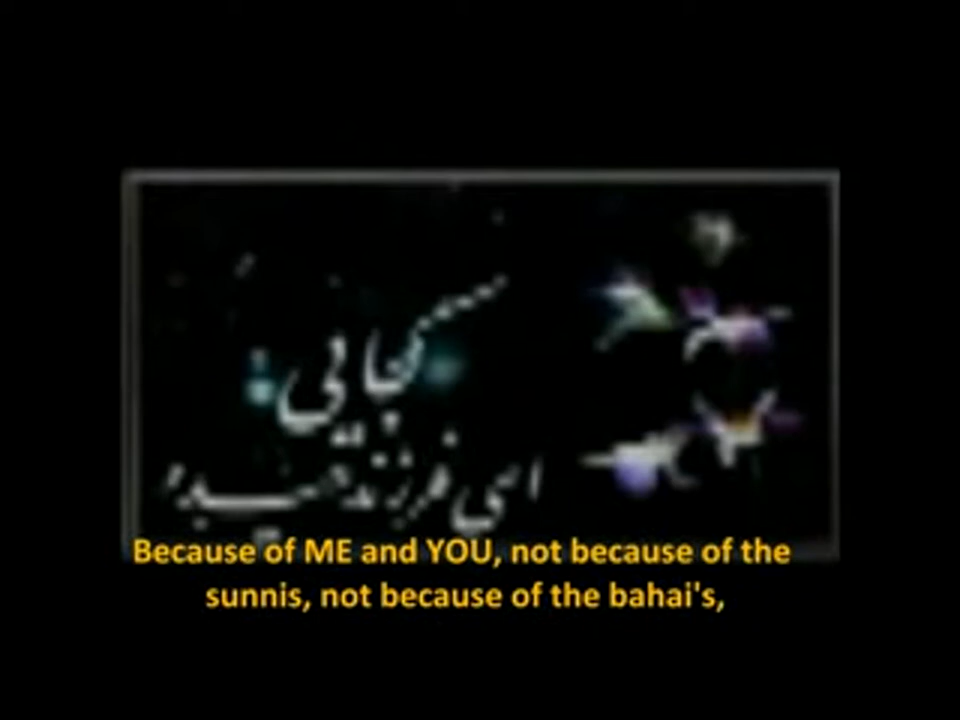 کجایی
ای فرزند
Because of ME and YOU, not because of the
sunnis, not because of the bahai's,